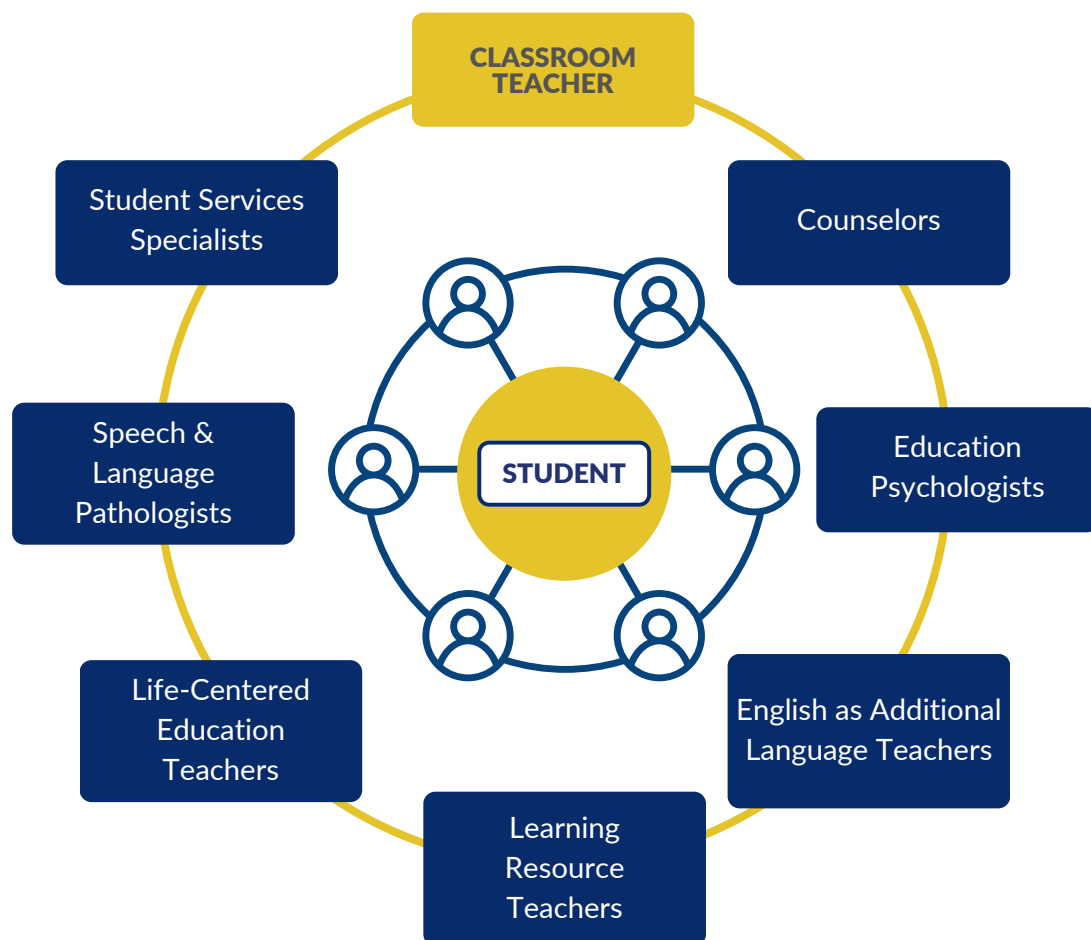 CLASSROOM
TEACHER
Student Services
Specialists
Counselors
Speech &
Language
Pathologists
STUDENT
Education
Psychologists
Life-Centered
Education
Teachers
English as Additional
Language Teachers
Learning
Resource
Teachers